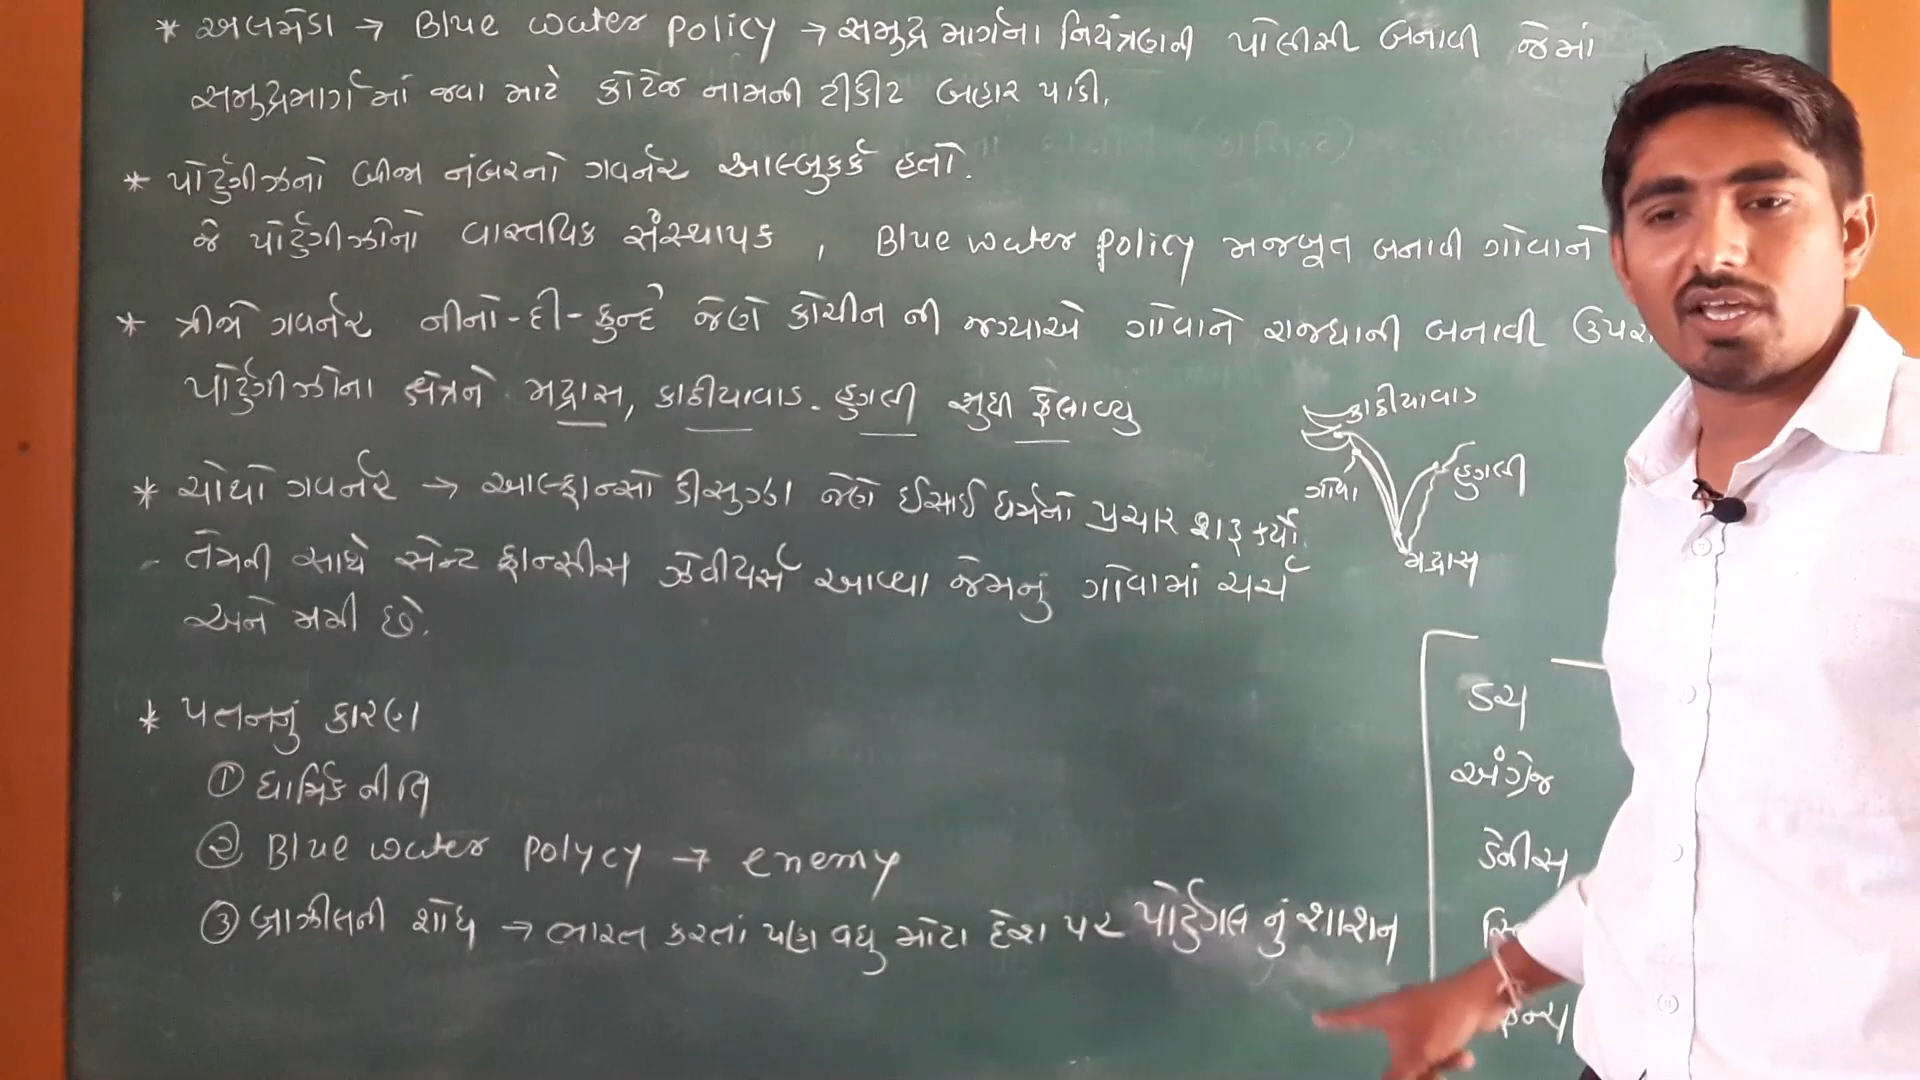 * અલમેડા → Blue water policy → સમુદ્ર માર્ગના નિયંત્રણની પોલીસી બનાવી જેમાં
સમુદ્રમાર્ગમાં જવા માટે કોર્ટેજ નામની ટીકીટ બહાર પાડી.
* પોર્ટુગીઝનો બીજા નંબરનો ગવર્નર આલ્બુકર્ક હતો.
જે પોર્ટુગીઝોનો વાસ્તવિક સંસ્થાપક , Blue water policy મજબૂત બનાવી ગોવાને
* ત્રીજો ગવર્નર નીનો-દી-કુન્હે જેણે કોચીન ની જગ્યાએ ગોવાને રાજધાની બનાવી
પોર્ટુગીઝોના ક્ષેત્રને મદ્રાસ, કાઠીયાવાડ. હુગલી સુધી ફેલાવ્યુ
કાઠીયાવાડ
હુગલી
ગોવા
મદ્રાસ
* ચોથો ગવર્નર → આલ્ફાન્સો ડીસુઝા જેણે ઈસાઈ ધર્મનો પ્રચાર શરૂ કર્યો.
- તેમની સાથે સેન્ટ ફ્રાન્સીસ ઝેવીયર્સ આવ્યા જેમનું ગોવામાં ચર્ચ
અને મમી છે.
* પતનનું કારણ
① ધાર્મિક નીતિ
② Blue water polycy → enemy
③ બ્રાઝીલની શોધ → ભારત કરતાં પણ વધુ મોટા દેશ પર પોર્ટુગલ નું શાશન
ડચ
અંગ્રેજ
ડેનીસ